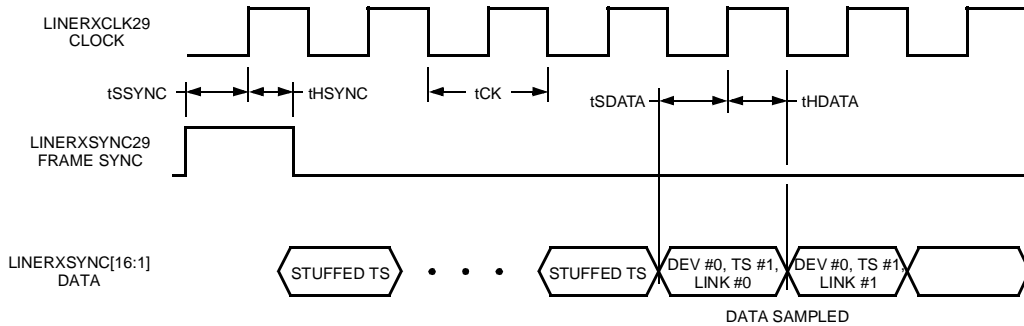 LINERXCLK29
CLOCK
tSSYNC
tHSYNC
tCK
tSDATA
tHDATA
LINERXSYNC29
FRAME SYNC
LINERXSYNC[16:1]
DATA
STUFFED TS
STUFFED TS
DEV #0, TS #1,
LINK #0
DEV #0, TS #1,
LINK #1
DATA SAMPLED